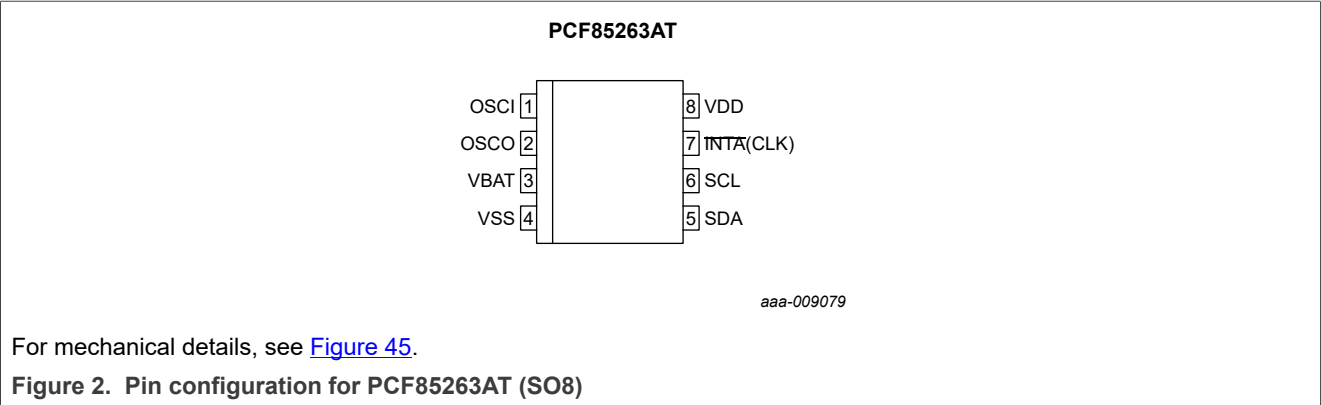 PCF85263AT
OSCI 1
OSCO 2
VBAT 3
VSS 4
8 VDD
7 INTA(CLK)
6 SCL
5 SDA
aaa-009079
For mechanical details, see Figure 45.
Figure 2. Pin configuration for PCF85263AT (SO8)